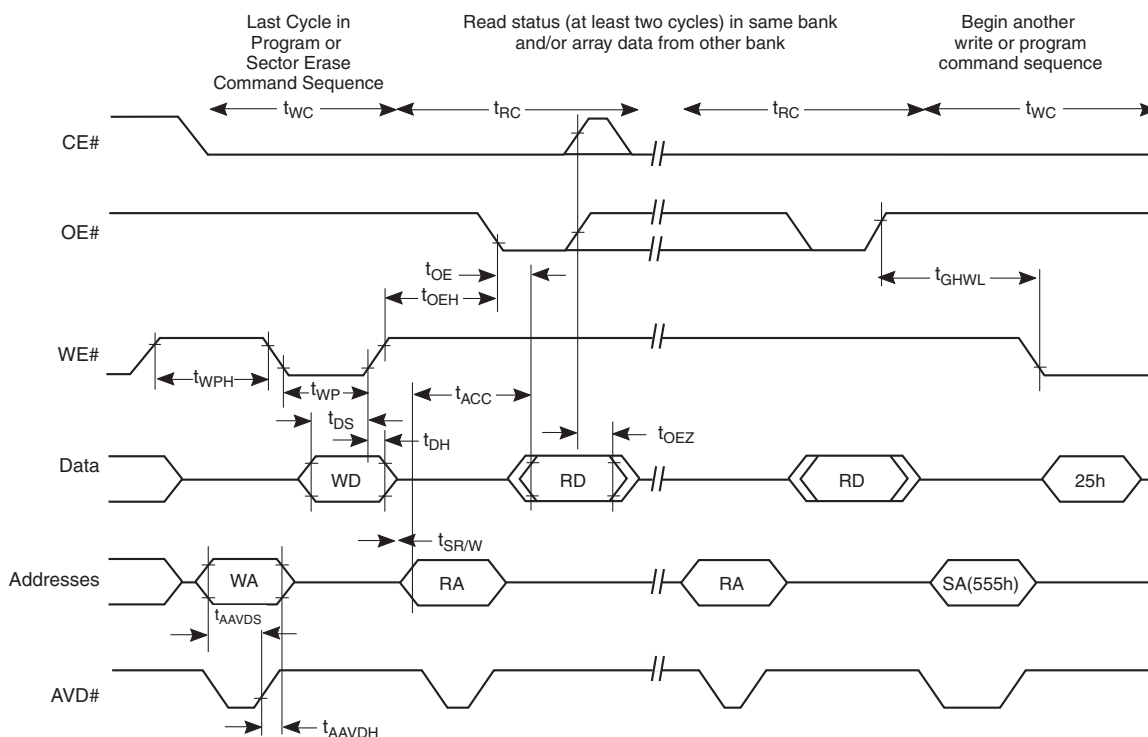 Last Cycle in
Program or
Sector Erase
Command Sequence
Read status (at least two cycles) in same bank
and/or array data from other bank
Begin another
write or program
command sequence
tWC
tRC
tRC
tWC
CE#
OE#
tOE
tOEH
tGHWL
WE#
tWPH
tWP
tACC
tDS
tDH
tOEZ
Data
WD
RD
RD
25h
tSR/W
Addresses
WA
RA
RA
SA(555h)
tAAVDS
AVD#
tAAVDH